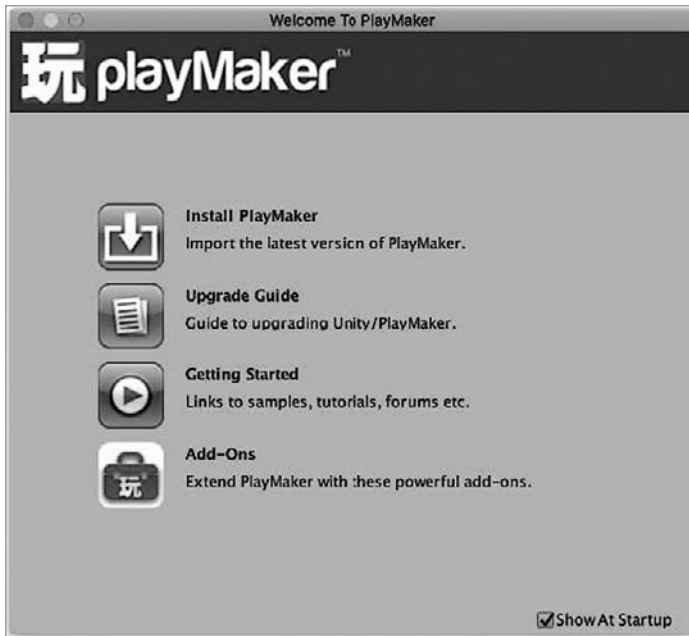 Welcome To PlayMaker
玩 playMaker™
Install PlayMaker
Import the latest version of PlayMaker.
Upgrade Guide
Guide to upgrading Unity/PlayMaker.
Getting Started
Links to samples, tutorials, forums etc.
Add-Ons
玩
Extend PlayMaker with these powerful add-ons.
Show At Startup